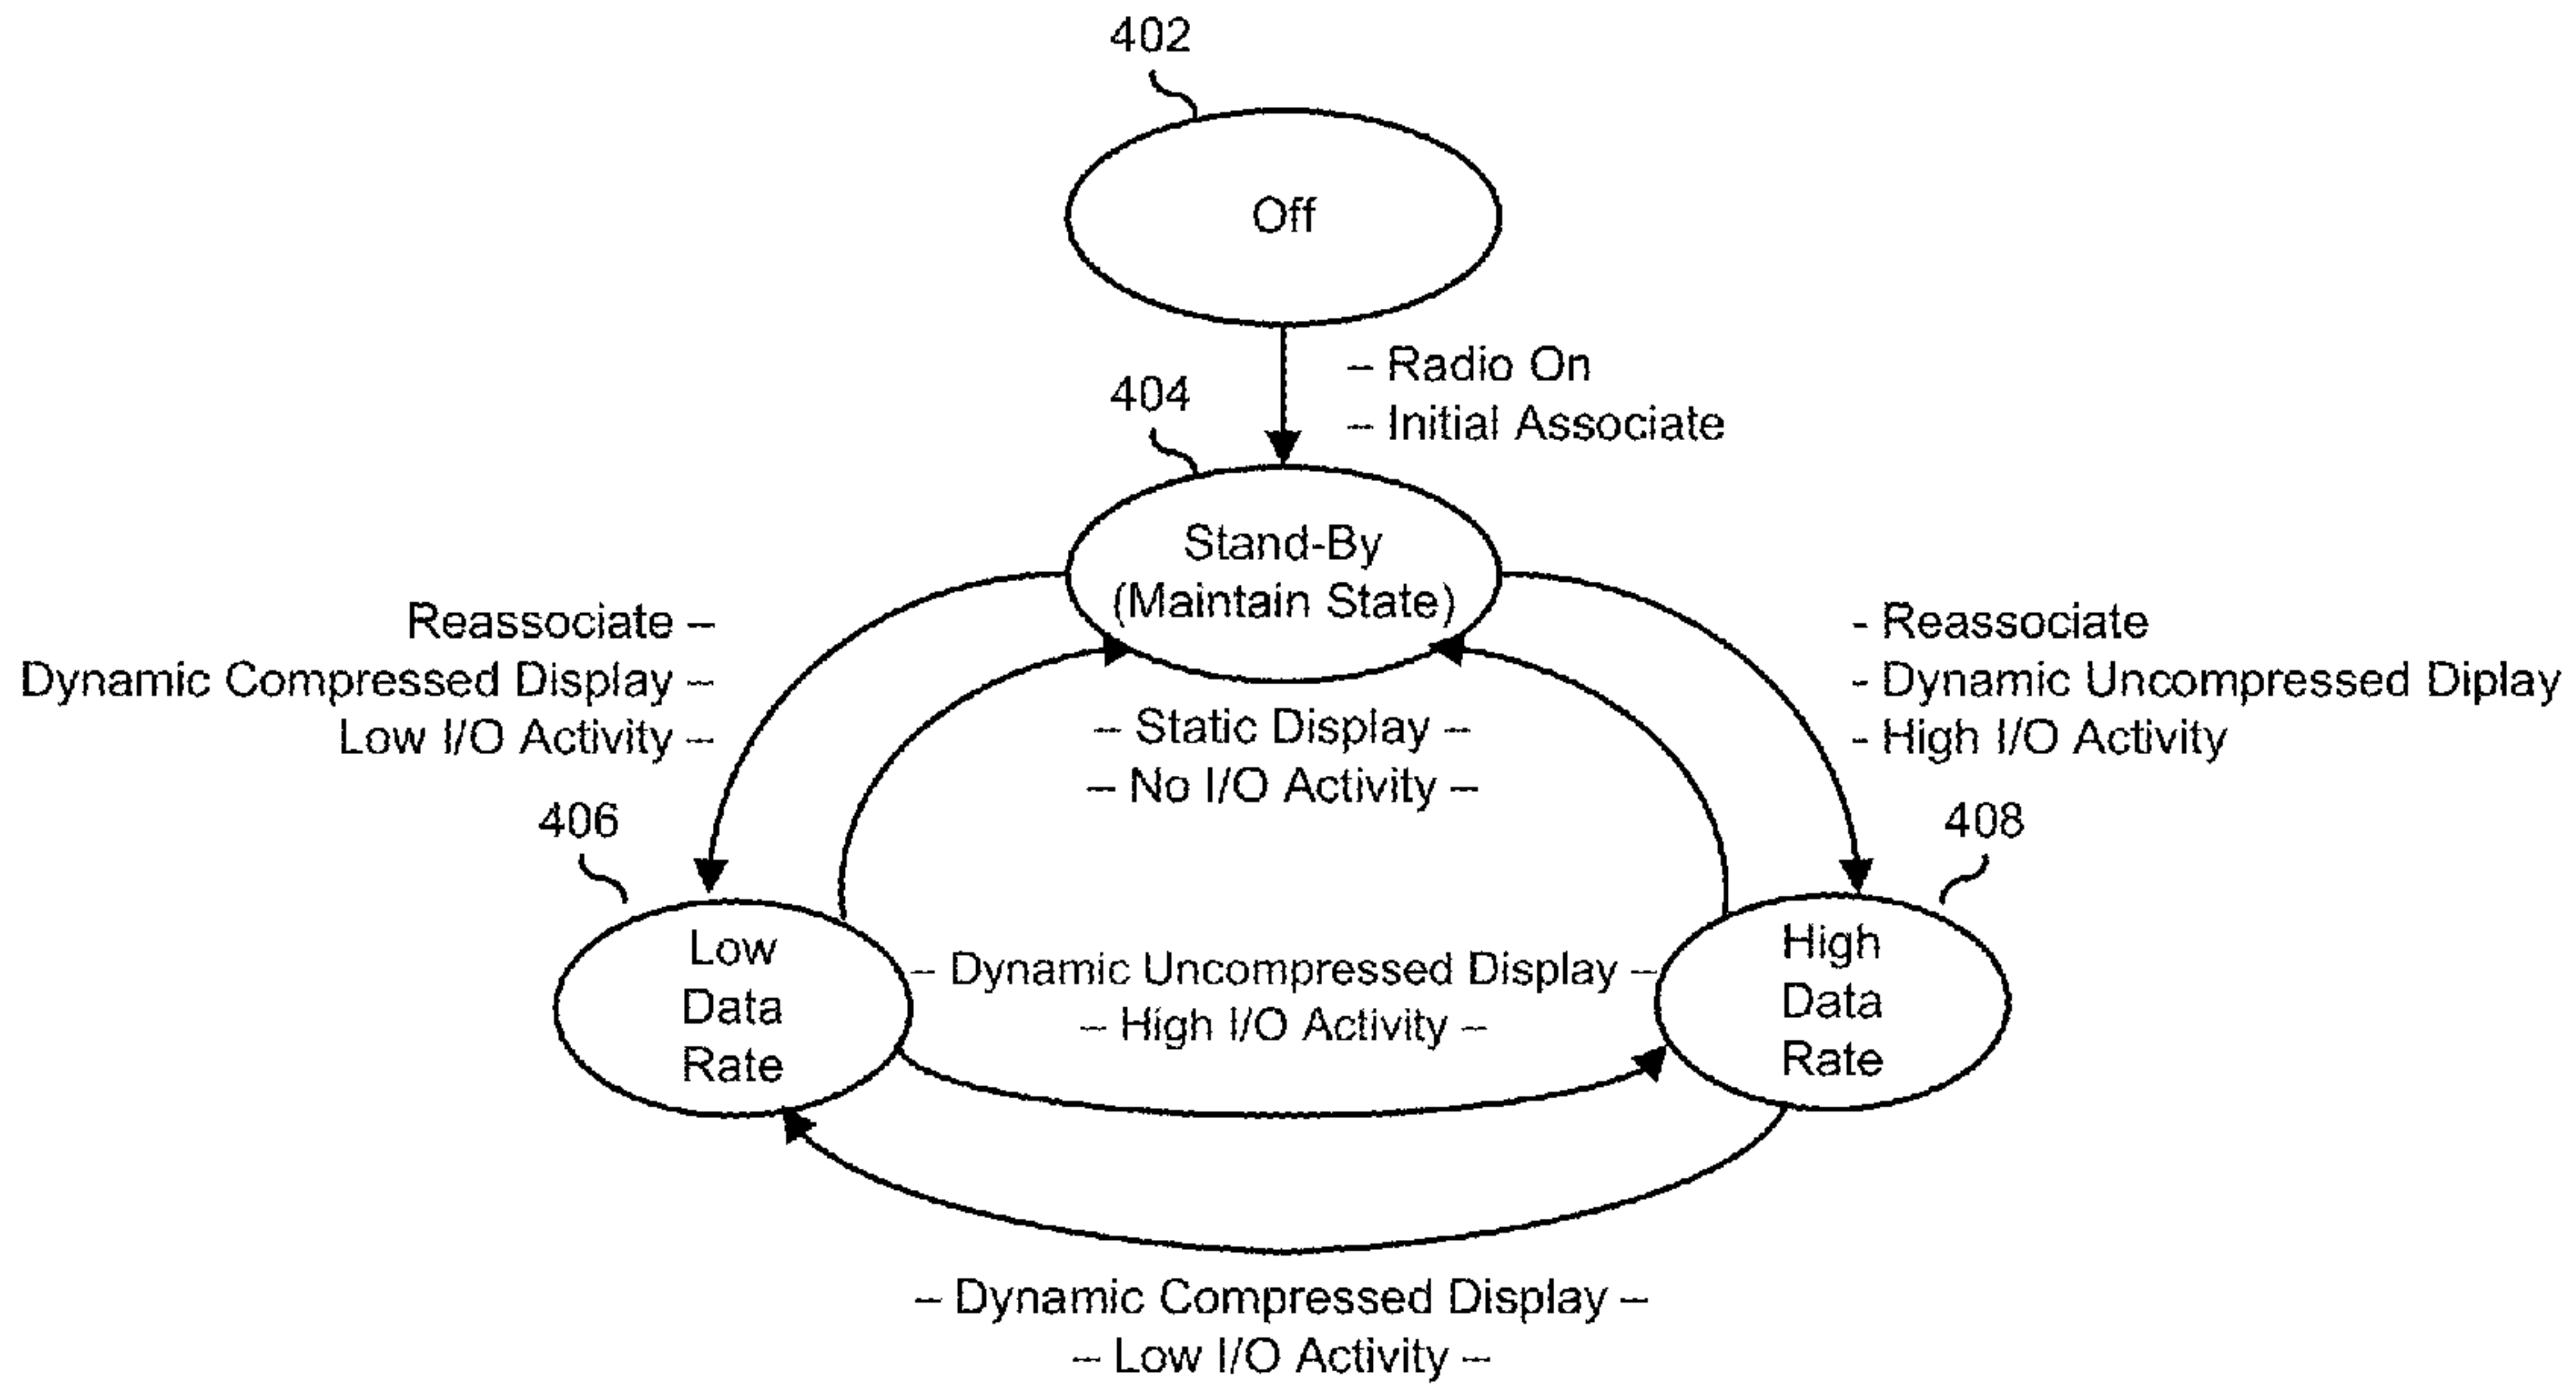 402
Off
– Radio On
– Initial Associate
404
Stand-By
(Maintain State)
Reassociate –
Dynamic Compressed Display –
Low I/O Activity –
- Reassociate
- Dynamic Uncompressed Diplay
- High I/O Activity
– Static Display –
– No I/O Activity –
406
408
Low
Data
Rate
– Dynamic Uncompressed Display –
– High I/O Activity –
High
Data
Rate
– Dynamic Compressed Display –
– Low I/O Activity –